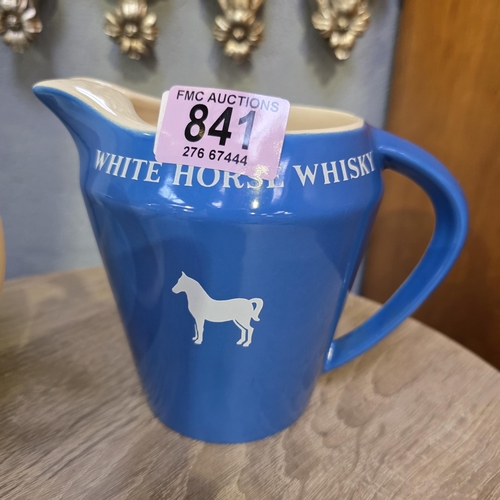 FMC AUCTIONS
841
276 67444
WHITE HORSE WHISKY